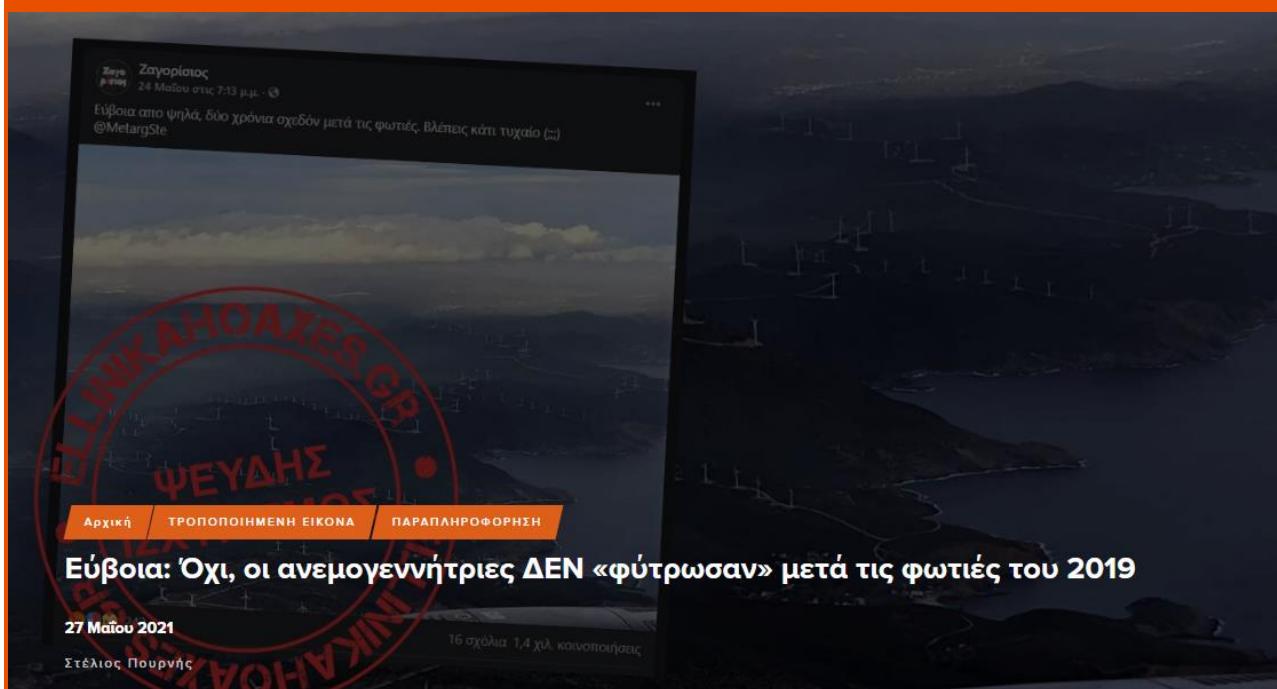 Ζαγορίσιος
24 Μαΐου στις 7:13 μ.μ. ·
Εύβοια απο ψηλά, δύο χρόνια σχεδόν μετά τις φωτιές. Βλέπεις κάτι τυχαίο (;;;)
@MetargSte
ELLINIKAHOAXES.GR
ΨΕΥΔΗΣ
Αρχική
ΤΡΟΠΟΠΟΙΗΜΕΝΗ ΕΙΚΟΝΑ
ΠΑΡΑΠΛΗΡΟΦΟΡΗΣΗ
Εύβοια: Όχι, οι ανεμογεννήτριες ΔΕΝ «φύτρωσαν» μετά τις φωτιές του 2019
27 Μαΐου 2021
16 σχόλια 1,4 χιλ. κοινοποιήσεις
Στέλιος Πουρνής